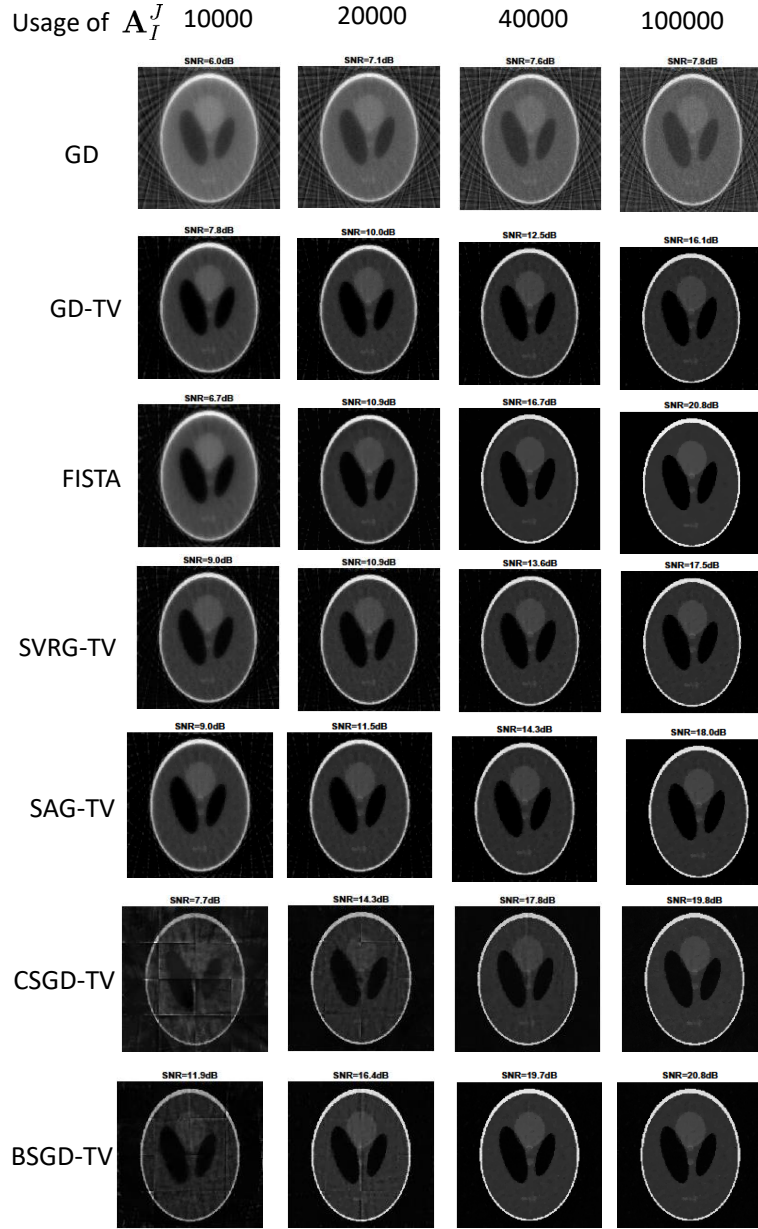 Usage of A_I^J 10000 20000 40000 100000
SNR=6.0dB SNR=7.1dB SNR=7.6dB SNR=7.8dB
GD
SNR=7.8dB SNR=10.0dB SNR=12.5dB SNR=16.1dB
GD-TV
SNR=6.7dB SNR=10.9dB SNR=16.7dB SNR=20.8dB
FISTA
SNR=9.0dB SNR=10.9dB SNR=13.6dB SNR=17.5dB
SVRG-TV
SNR=9.0dB SNR=11.5dB SNR=14.3dB SNR=18.0dB
SAG-TV
SNR=7.7dB SNR=14.3dB SNR=17.8dB SNR=19.8dB
CSGD-TV
SNR=11.9dB SNR=16.4dB SNR=19.7dB SNR=20.8dB
BSGD-TV